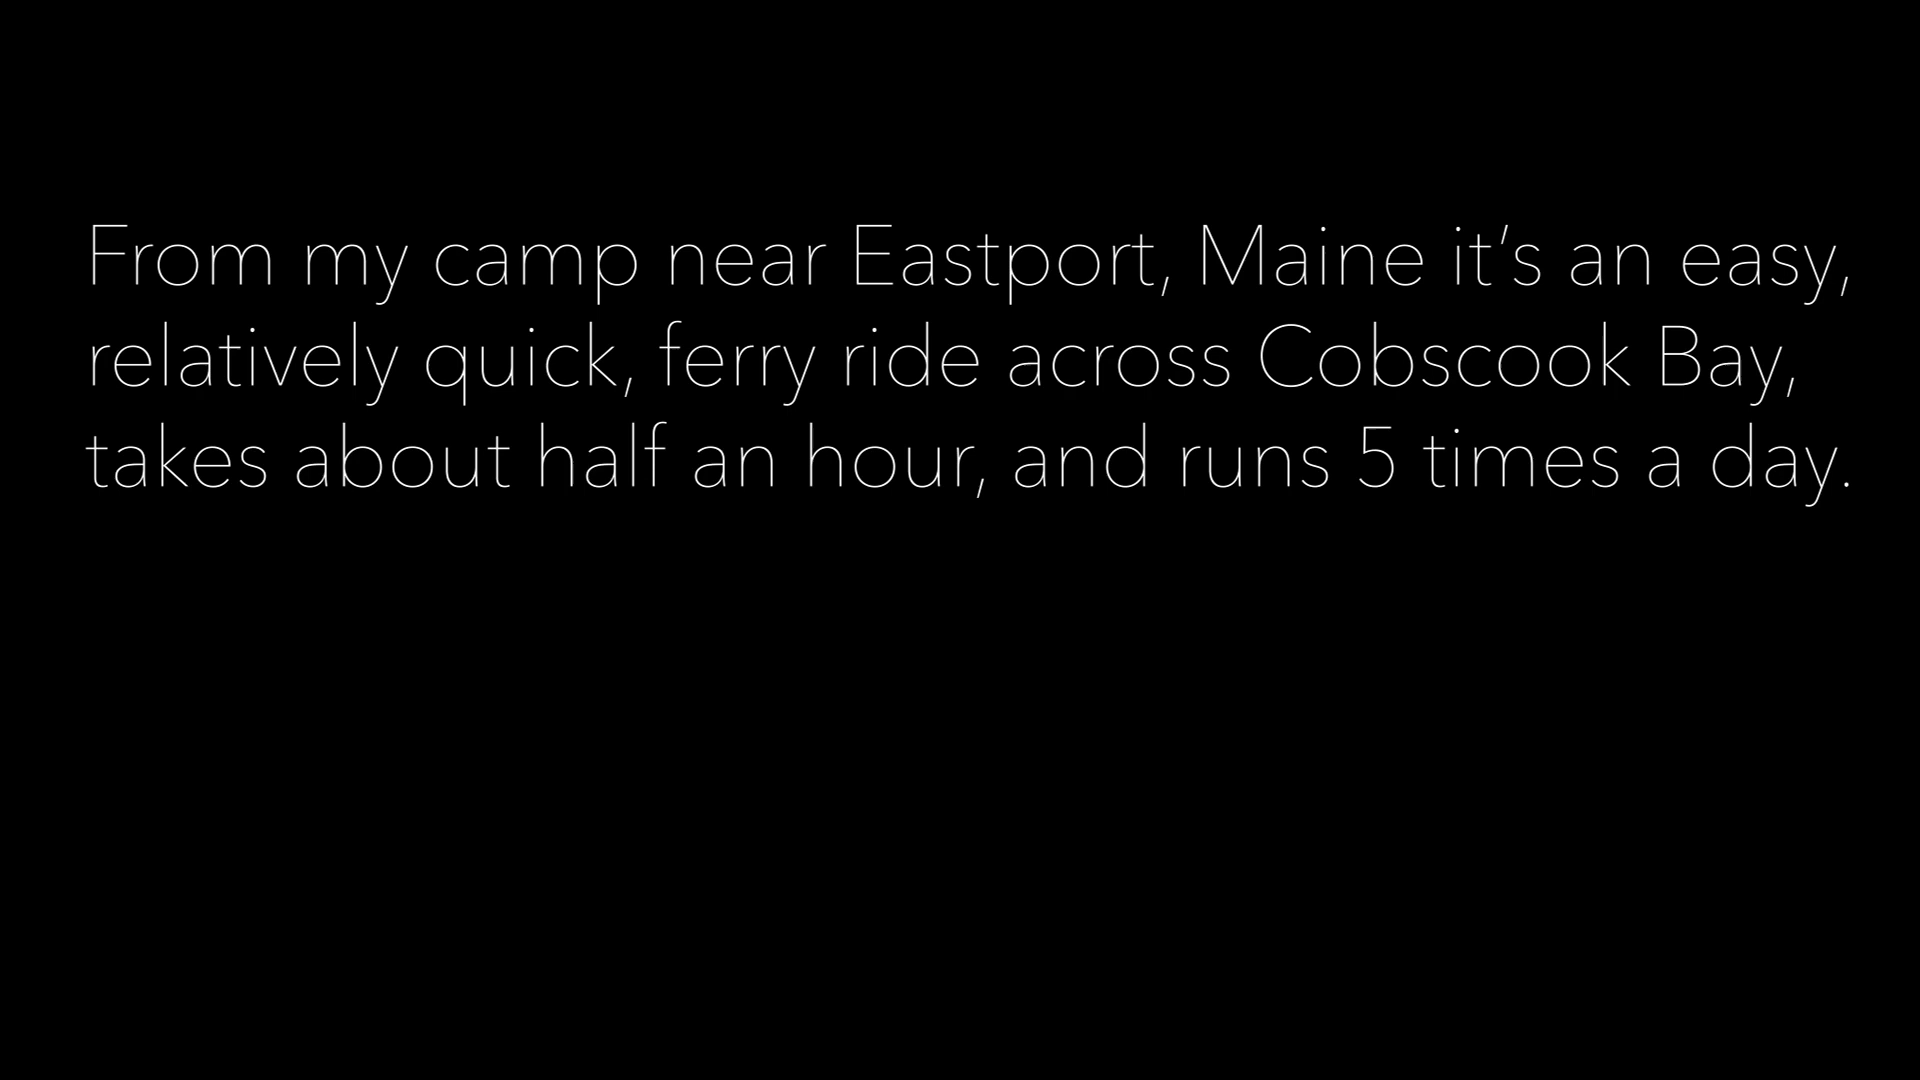 From my camp near Eastport, Maine it’s an easy,
relatively quick, ferry ride across Cobscook Bay,
takes about half an hour, and runs 5 times a day.